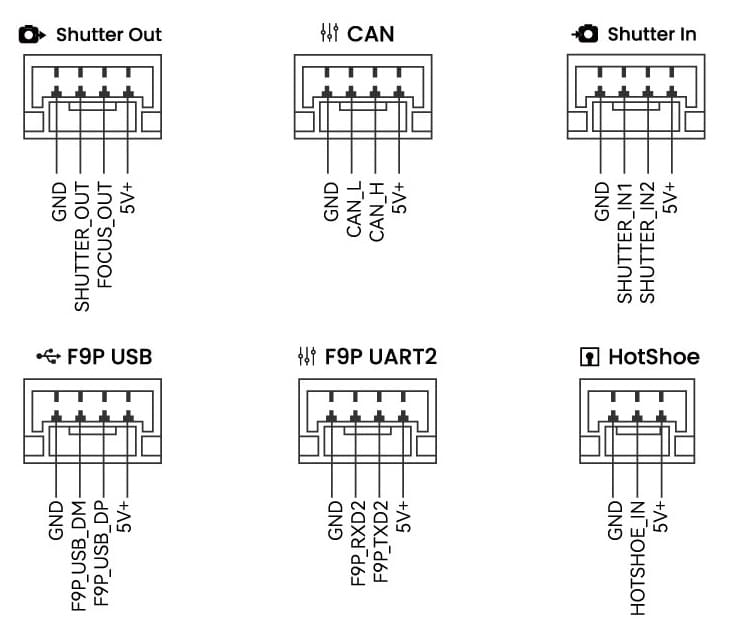 Shutter Out
CAN
Shutter In
GND
SHUTTER_OUT
FOCUS_OUT
5V+
GND
CAN_L
CAN_H
5V+
GND
SHUTTER_IN1
SHUTTER_IN2
5V+
F9P USB
F9P UART2
HotShoe
GND
F9P_USB_DM
F9P_USB_DP
5V+
GND
F9P_RXD2
F9P_TXD2
5V+
GND
HOTSHOE_IN
5V+